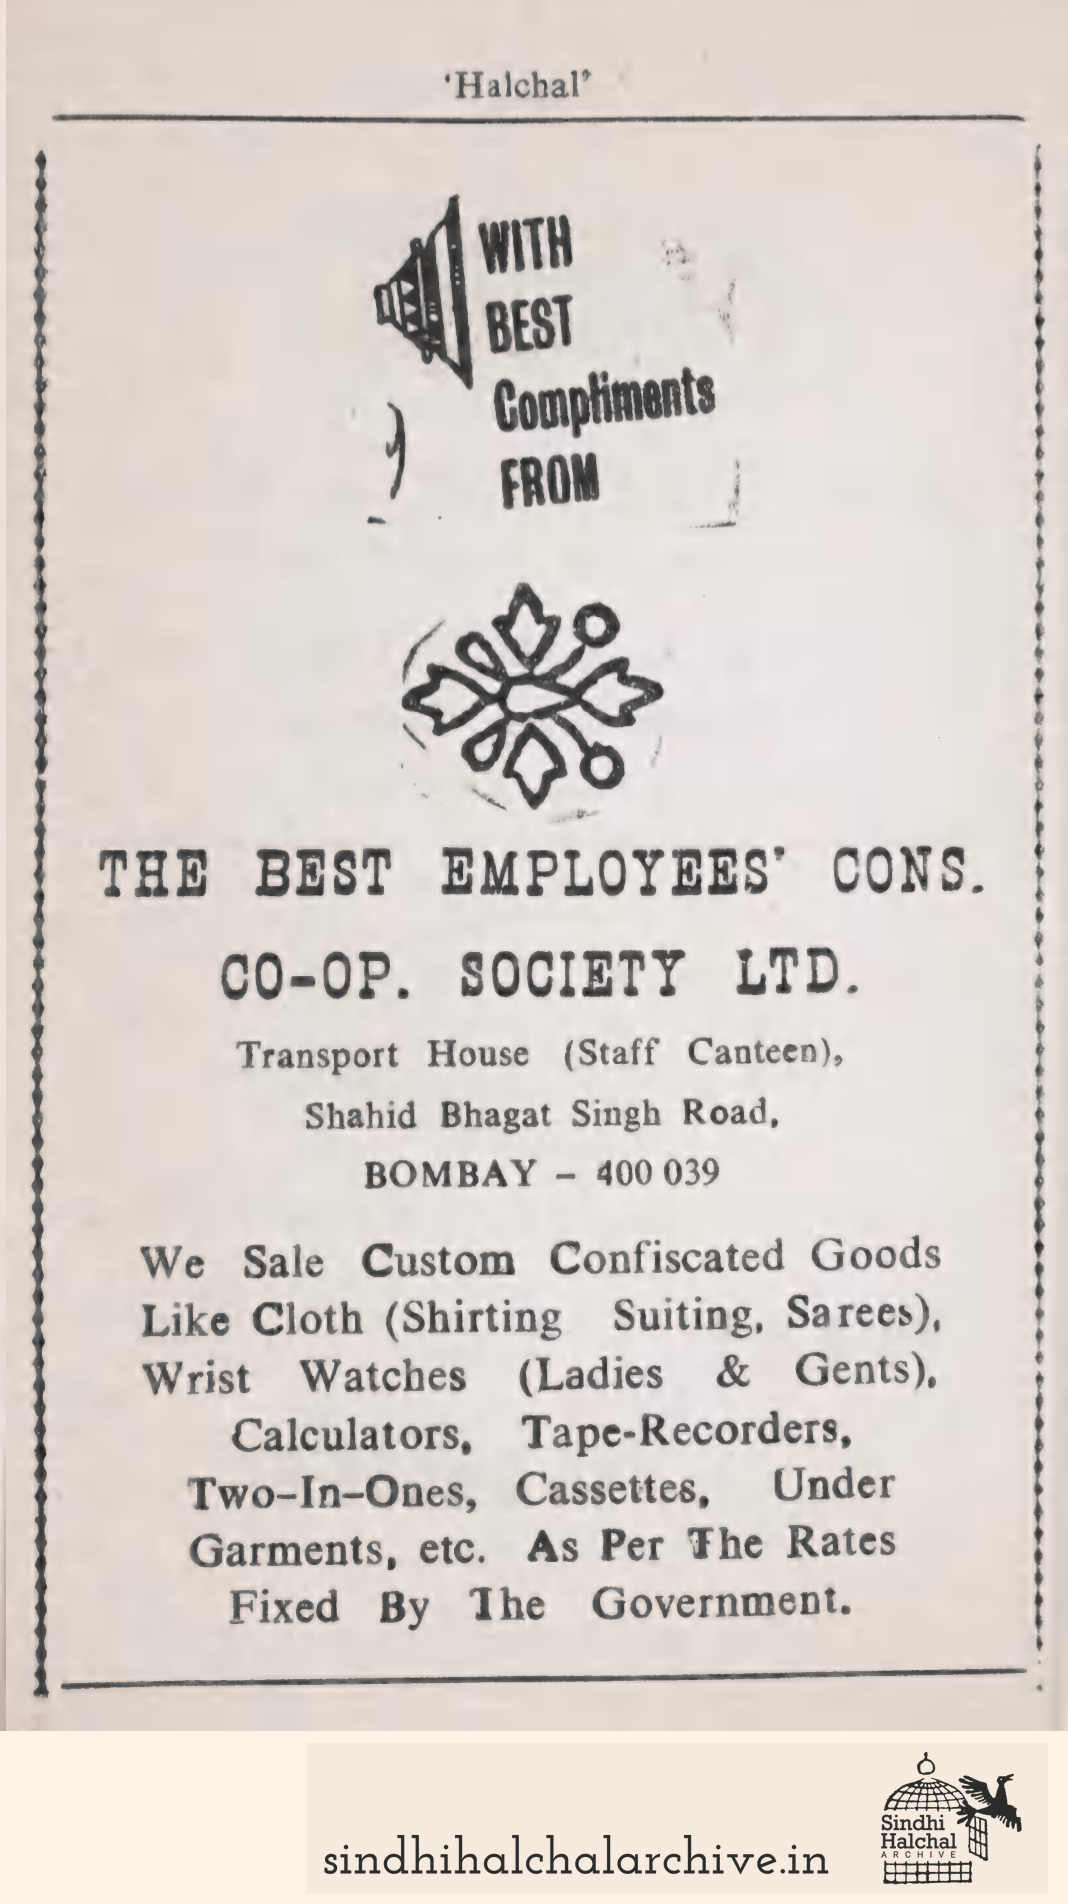 ‘Halchal’
WITH
BEST
Compliments
FROM
THE BEST EMPLOYEES’ CONS.
CO-OP. SOCIETY LTD.
Transport House (Staff Canteen),
Shahid Bhagat Singh Road,
BOMBAY – 400 039
We Sale Custom Confiscated Goods
Like Cloth (Shirting Suiting, Sarees),
Wrist Watches (Ladies & Gents),
Calculators, Tape-Recorders,
Two-In-Ones, Cassettes, Under
Garments, etc. As Per The Rates
Fixed By The Government.
sindhihalchalarchive.in
Sindhi
Halchal
ARCHIVE